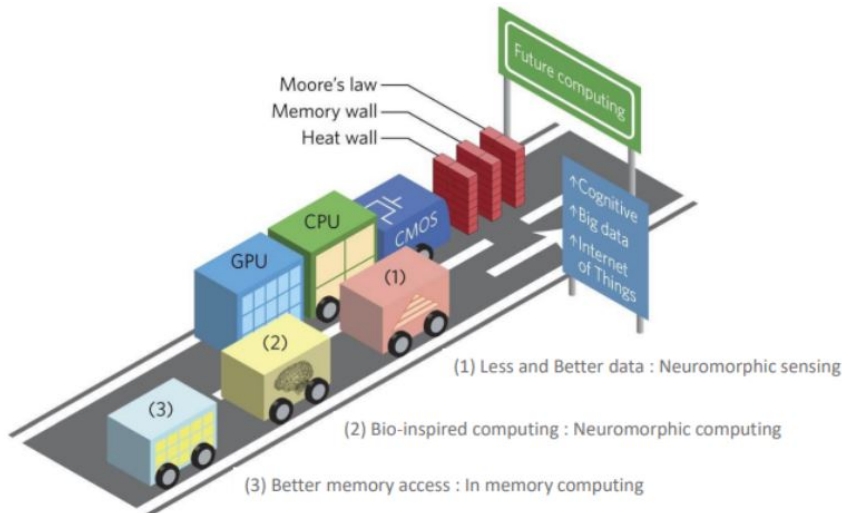 Future computing
Moore's law
Memory wall
Heat wall
↑Cognitive
↑Big data
↑Internet
of Things
CMOS
CPU
GPU
(1)
(2)
(3)
(1) Less and Better data : Neuromorphic sensing
(2) Bio-inspired computing : Neuromorphic computing
(3) Better memory access : In memory computing